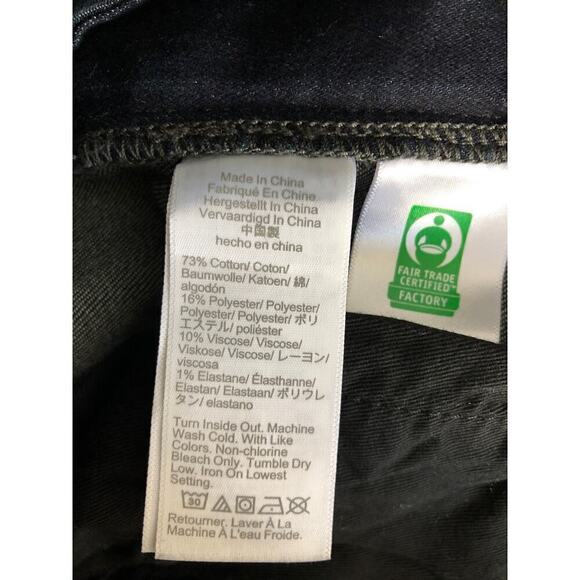 Made In China
Fabriqué En Chine
Hergestellt In China
Vervaardigd In China
中国製
hecho en china
73% Cotton/ Coton/
Baumwolle/ Katoen/ 綿/
algodón
16% Polyester/ Polyester/
Polyester/ Polyester/ ポリ
エステル/ poliéster
10% Viscose/ Viscose/
Viskose/ Viscose/ レーヨン/
viscosa
1% Elastane/ Élasthanne/
Elastan/ Elastaan/ ポリウレ
タン/ elastano
Turn Inside Out. Machine
Wash Cold. With Like
Colors. Non-chlorine
Bleach Only. Tumble Dry
Low. Iron On Lowest
Setting.
30
Retourner. Laver À La
Machine À L'eau Froide.
FAIR TRADE
CERTIFIED™
FACTORY